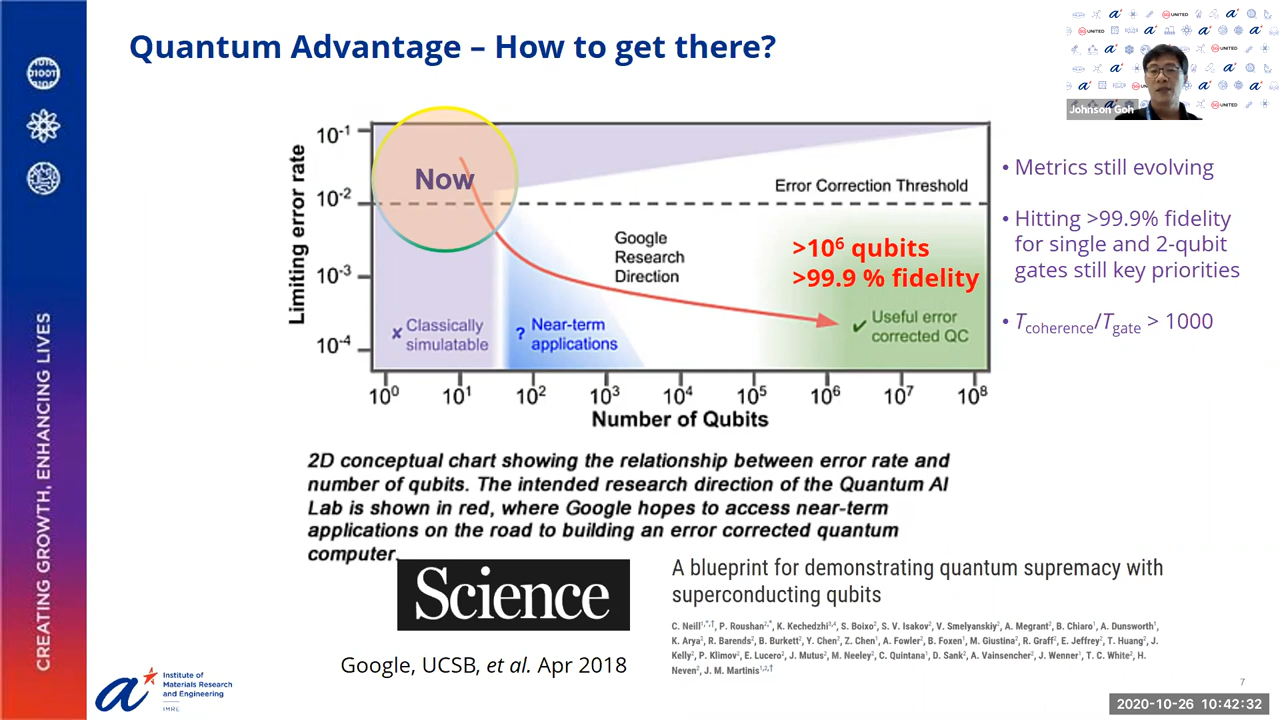 Quantum Advantage – How to get there?
01001
CREATING GROWTH, ENHANCING LIVES
Johnson Goh
Limiting error rate
10⁻¹
10⁻²
10⁻³
10⁻⁴
Now
Error Correction Threshold
Google
Research
Direction
>10⁶ qubits
>99.9 % fidelity
✘ Classically
simulatable
? Near-term
applications
✔ Useful error
corrected QC
10⁰ 10¹ 10² 10³ 10⁴ 10⁵ 10⁶ 10⁷ 10⁸
Number of Qubits
• Metrics still evolving
• Hitting >99.9% fidelity
for single and 2-qubit
gates still key priorities
• Tcoherence/Tgate > 1000
2D conceptual chart showing the relationship between error rate and
number of qubits. The intended research direction of the Quantum AI
Lab is shown in red, where Google hopes to access near-term
applications on the road to building an error corrected quantum
computer.
Science
Google, UCSB, et al. Apr 2018
A blueprint for demonstrating quantum supremacy with
superconducting qubits
C. Neill¹,*,†, P. Roushan²,*, K. Kechedzhi³,⁴, S. Boixo², S. V. Isakov², V. Smelyanskiy², A. Megrant², B. Chiaro¹, A. Dunsworth¹,
K. Arya², R. Barends², B. Burkett², Y. Chen², Z. Chen¹, A. Fowler², B. Foxen¹, M. Giustina², R. Graff², E. Jeffrey², T. Huang², J.
Kelly², P. Klimov², E. Lucero², J. Mutus², M. Neeley², C. Quintana¹, D. Sank², A. Vainsencher², J. Wenner¹, T. C. White², H.
Neven², J. M. Martinis¹,²,†
Institute of
Materials Research
and Engineering
IMRE
7
2020-10-26 10:42:32